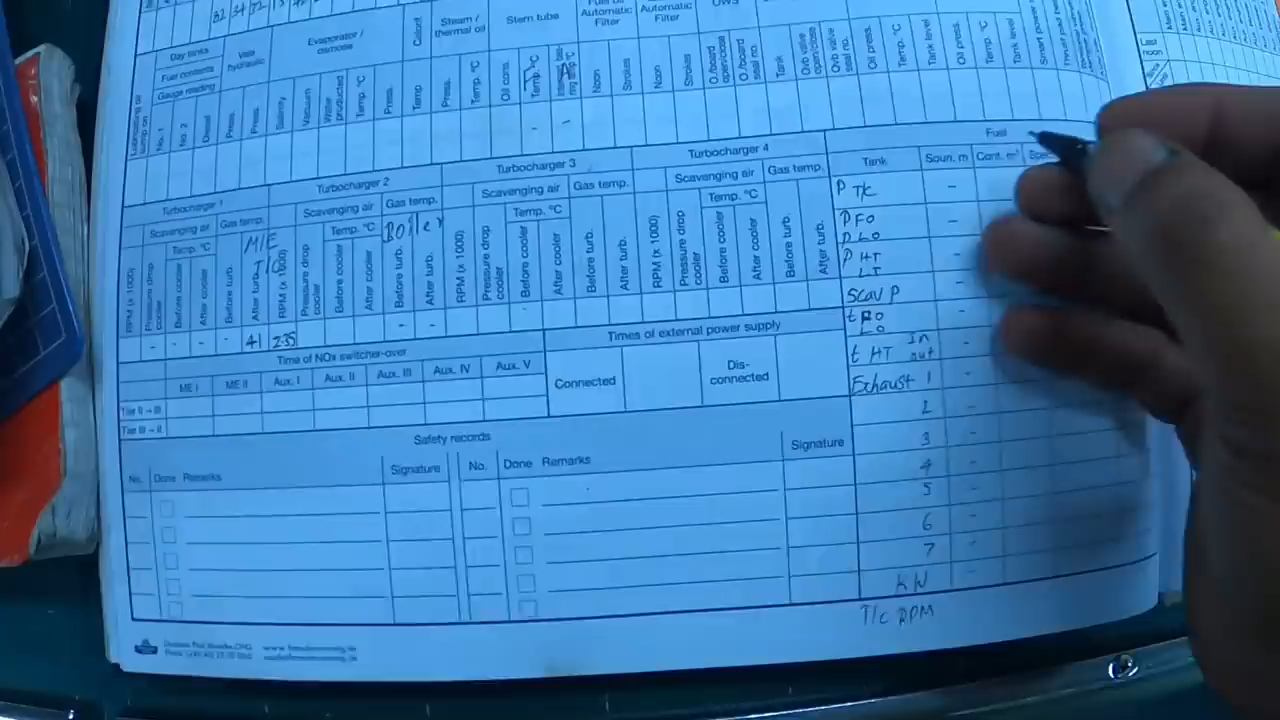 82 34 32
Steam / thermal oil
Stern tube
Automatic Filter
Automatic Filter
Day tanks
Fuel contents
Gauge reading
Evaporator / osmose
No. 1
No. 2
Diesel
Press.
Press.
Salinity
Vacuum
Water produced
Temp. °C
Press.
Temp
Press.
Temp. °C
Oil cons.
Temp. °C
Noon
Strokes
Noon
Strokes
O./board open/close
O./board seal no.
Tank
Ovb valve open/close
Ovb valve seal no.
Oil press.
Temp. °C
Tank level
Oil press.
Temp. °C
Tank level
Last noon
- -
Turbocharger 1
Turbocharger 2
Turbocharger 3
Turbocharger 4
Fuel
Scavenging air
Gas temp.
Scavenging air
Gas temp.
Scavenging air
Gas temp.
Scavenging air
Gas temp.
Temp. °C
Temp. °C
Temp. °C
Temp. °C
M/E
Boiler
RPM (x 1000)
Pressure drop cooler
Before cooler
After cooler
Before turb.
After turb.
RPM (x 1000)
Pressure drop cooler
Before cooler
After cooler
Before turb.
After turb.
RPM (x 1000)
Pressure drop cooler
Before cooler
After cooler
Before turb.
After turb.
RPM (x 1000)
Pressure drop cooler
Before cooler
After cooler
Before turb.
After turb.
- - - - 41 235 - -
Tank Soun. m Cont. m³
P T/C -
P FO -
P LO
P HT -
LT
Scav P -
t FO -
LO
t HT In -
out
Exhaust 1 -
2 -
3 -
4 -
5 -
6 -
7 -
KW -
T/C RPM
Time of NOx switcher-over
ME I ME II Aux. I Aux. II Aux. III Aux. IV Aux. V
Tier II → III
Tier III → II
Times of external power supply
Connected
Dis-connected
Safety records
No. Done Remarks Signature No. Done Remarks Signature